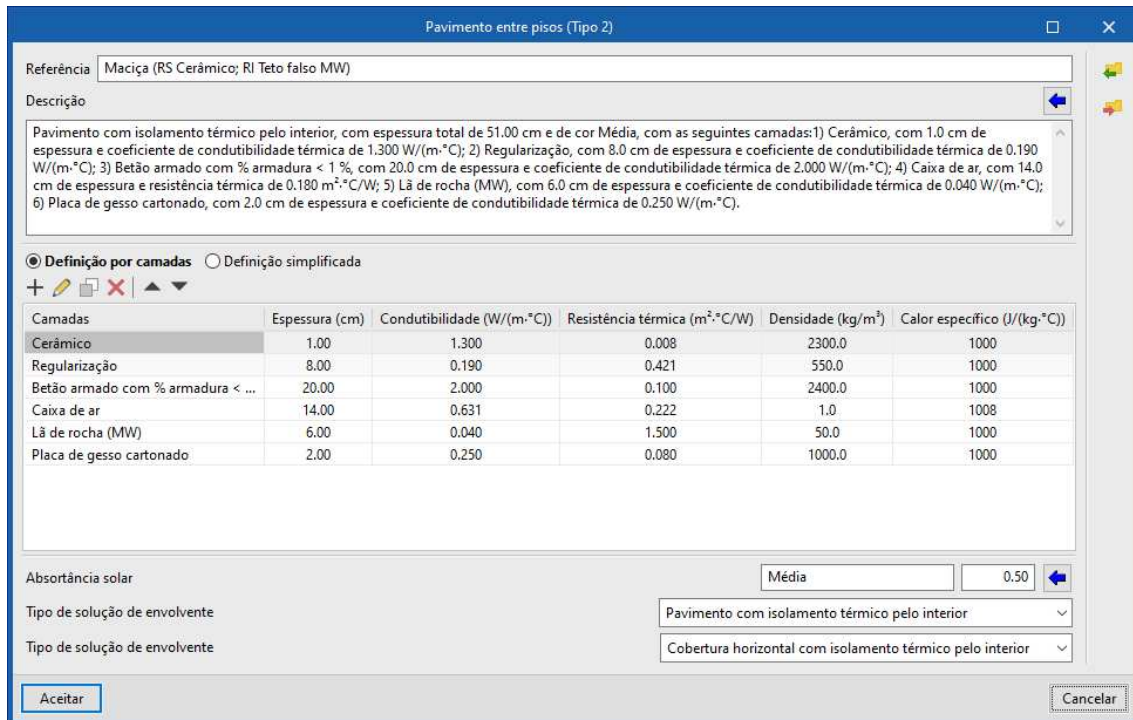 Pavimento entre pisos (Tipo 2)
Referência Maciça (RS Cerâmico; RI Teto falso MW)
Descrição
Pavimento com isolamento térmico pelo interior, com espessura total de 51.00 cm e de cor Média, com as seguintes camadas:1) Cerâmico, com 1.0 cm de
espessura e coeficiente de condutibilidade térmica de 1.300 W/(m·°C); 2) Regularização, com 8.0 cm de espessura e coeficiente de condutibilidade térmica de 0.190
W/(m·°C); 3) Betão armado com % armadura < 1 %, com 20.0 cm de espessura e coeficiente de condutibilidade térmica de 2.000 W/(m·°C); 4) Caixa de ar, com 14.0
cm de espessura e resistência térmica de 0.180 m²·°C/W; 5) Lã de rocha (MW), com 6.0 cm de espessura e coeficiente de condutibilidade térmica de 0.040 W/(m·°C);
6) Placa de gesso cartonado, com 2.0 cm de espessura e coeficiente de condutibilidade térmica de 0.250 W/(m·°C).
Definição por camadas Definição simplificada
Camadas Espessura (cm) Condutibilidade (W/(m·°C)) Resistência térmica (m²·°C/W) Densidade (kg/m³) Calor específico (J/(kg·°C))
Cerâmico 1.00 1.300 0.008 2300.0 1000
Regularização 8.00 0.190 0.421 550.0 1000
Betão armado com % armadura < ... 20.00 2.000 0.100 2400.0 1000
Caixa de ar 14.00 0.631 0.222 1.0 1008
Lã de rocha (MW) 6.00 0.040 1.500 50.0 1000
Placa de gesso cartonado 2.00 0.250 0.080 1000.0 1000
Absortância solar Média 0.50
Tipo de solução de envolvente Pavimento com isolamento térmico pelo interior
Tipo de solução de envolvente Cobertura horizontal com isolamento térmico pelo interior
Aceitar Cancelar